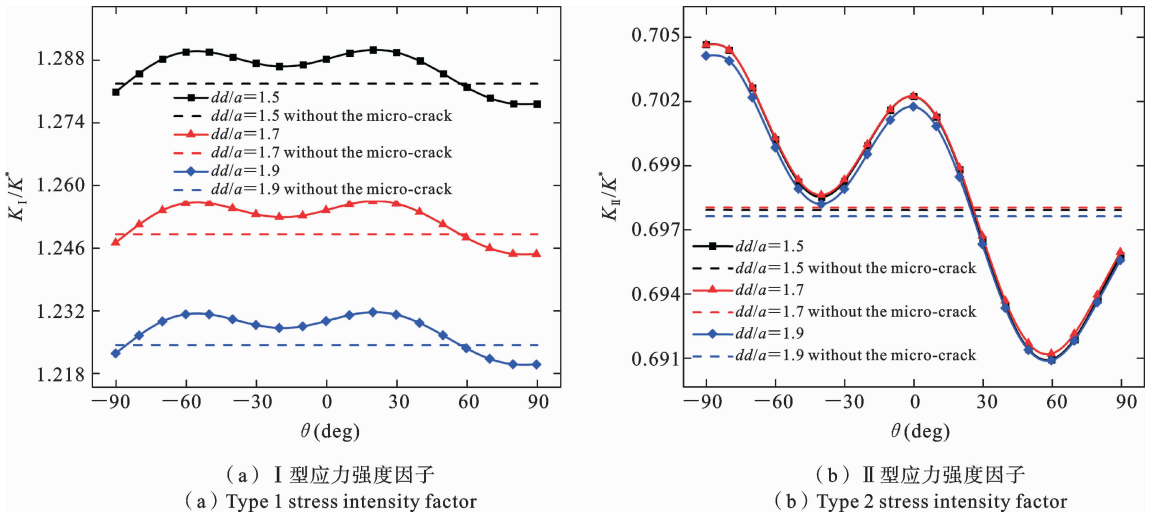 K_I/K*
1.288
1.274
1.260
1.246
1.232
1.218
dd/a=1.5
dd/a=1.5 without the micro-crack
dd/a=1.7
dd/a=1.7 without the micro-crack
dd/a=1.9
dd/a=1.9 without the micro-crack
−90 −60 −30 0 30 60 90
θ(deg)
(a) Ⅰ型应力强度因子
(a) Type 1 stress intensity factor
K_Ⅱ/K*
0.705
0.702
0.699
0.697
0.694
0.691
dd/a=1.5
dd/a=1.5 without the micro-crack
dd/a=1.7
dd/a=1.7 without the micro-crack
dd/a=1.9
dd/a=1.9 without the micro-crack
−90 −60 −30 0 30 60 90
θ(deg)
(b) Ⅱ型应力强度因子
(b) Type 2 stress intensity factor